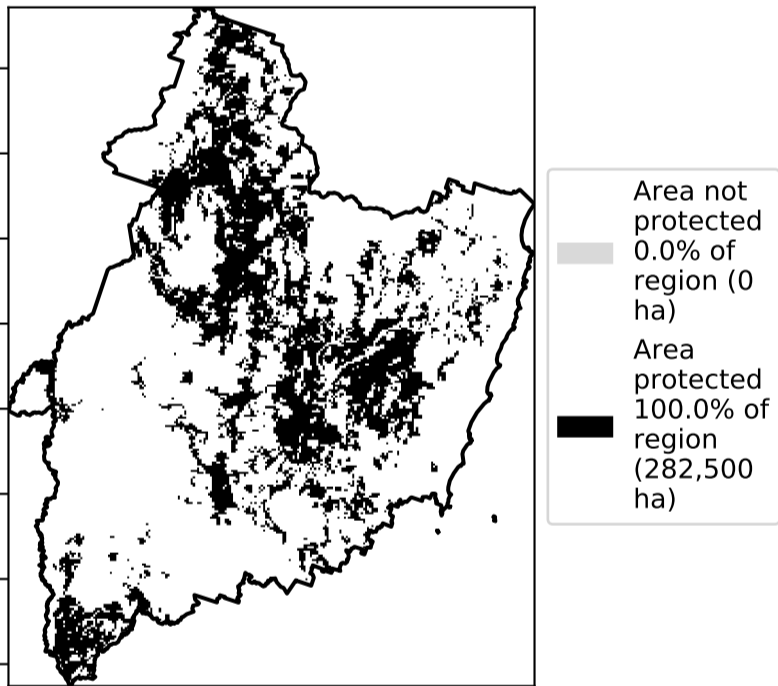 Area not
protected
0.0% of
region (0
ha)
Area
protected
100.0% of
region
(282,500
ha)